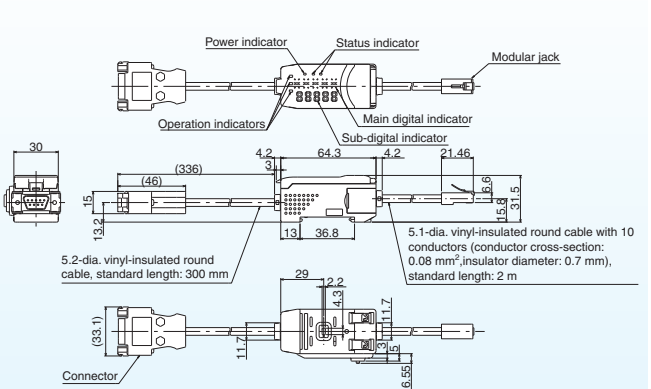 Power indicator
Status indicator
Modular jack
Operation indicators
Main digital indicator
Sub-digital indicator
30
4.2
64.3
4.2
21.46
(336)
3
(46)
6.6
15
13.2
15.8
31.5
13
36.8
5.2-dia. vinyl-insulated round
cable, standard length: 300 mm
5.1-dia. vinyl-insulated round cable with 10
conductors (conductor cross-section:
0.08 mm²,insulator diameter: 0.7 mm),
standard length: 2 m
29
2.2
4.3
11.7
(33.1)
11.7
3
5
6.55
Connector